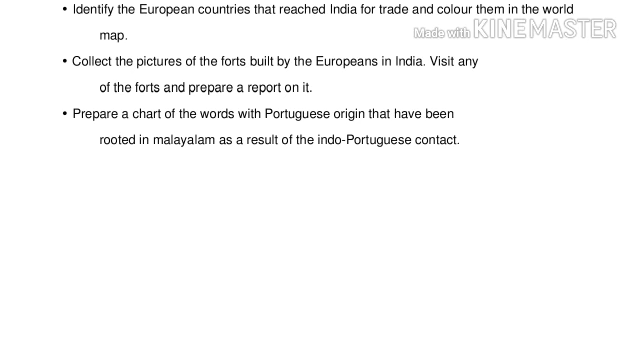 • Identify the European countries that reached India for trade and colour them in the world
Made with KINEMASTER
map.
• Collect the pictures of the forts built by the Europeans in India. Visit any
of the forts and prepare a report on it.
• Prepare a chart of the words with Portuguese origin that have been
rooted in malayalam as a result of the indo-Portuguese contact.